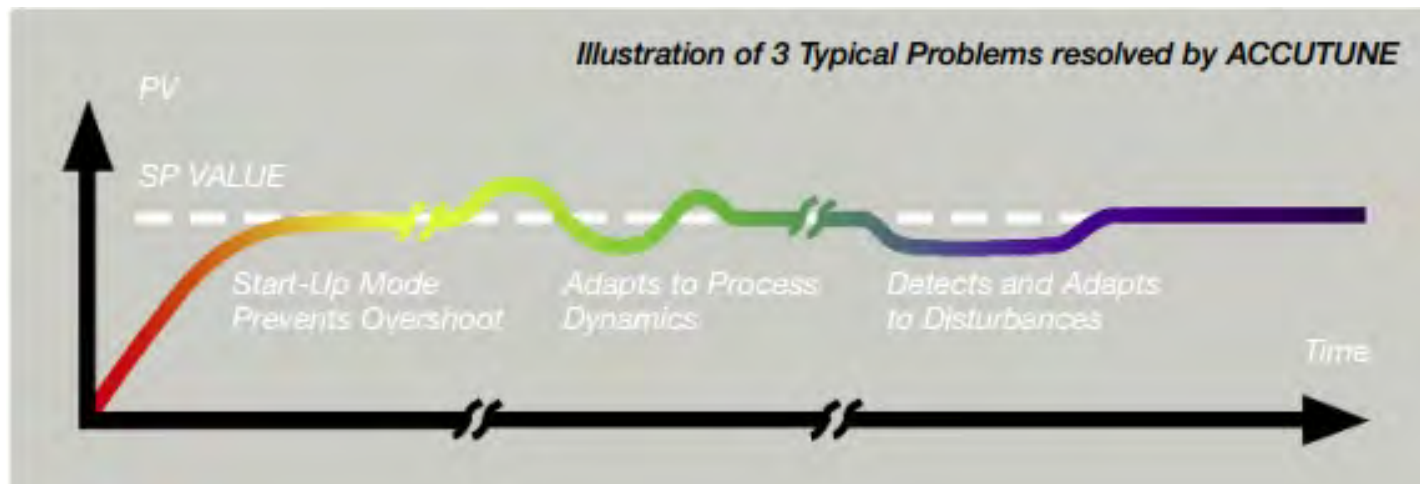 Illustration of 3 Typical Problems resolved by ACCUTUNE
PV
SP VALUE
Start-Up Mode
Prevents Overshoot
Adapts to Process
Dynamics
Detects and Adapts
to Disturbances
Time